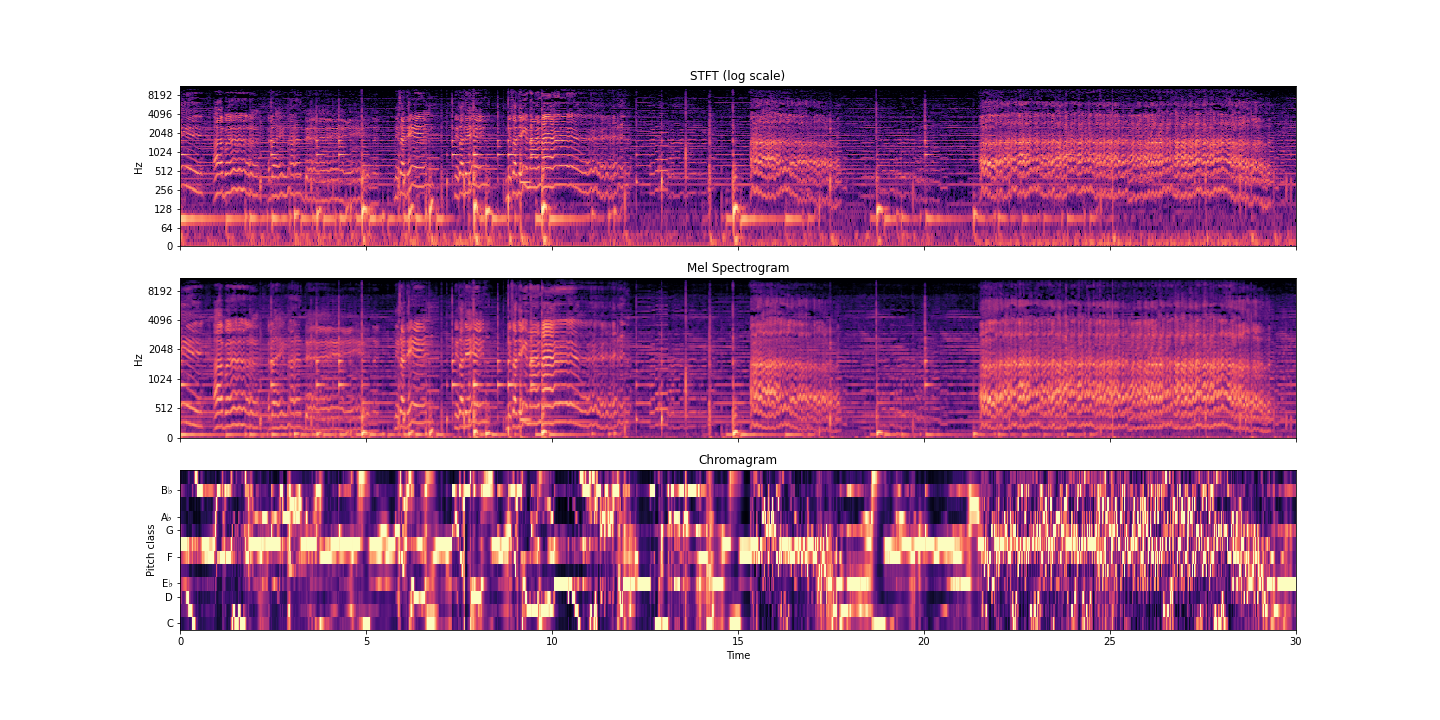 STFT (log scale)
8192
4096
2048
1024
512
256
128
64
0
Hz
Mel Spectrogram
8192
4096
2048
1024
512
0
Hz
Chromagram
B♭
A♭
G
F
E♭
D
C
Pitch class
0 5 10 15 20 25 30
Time